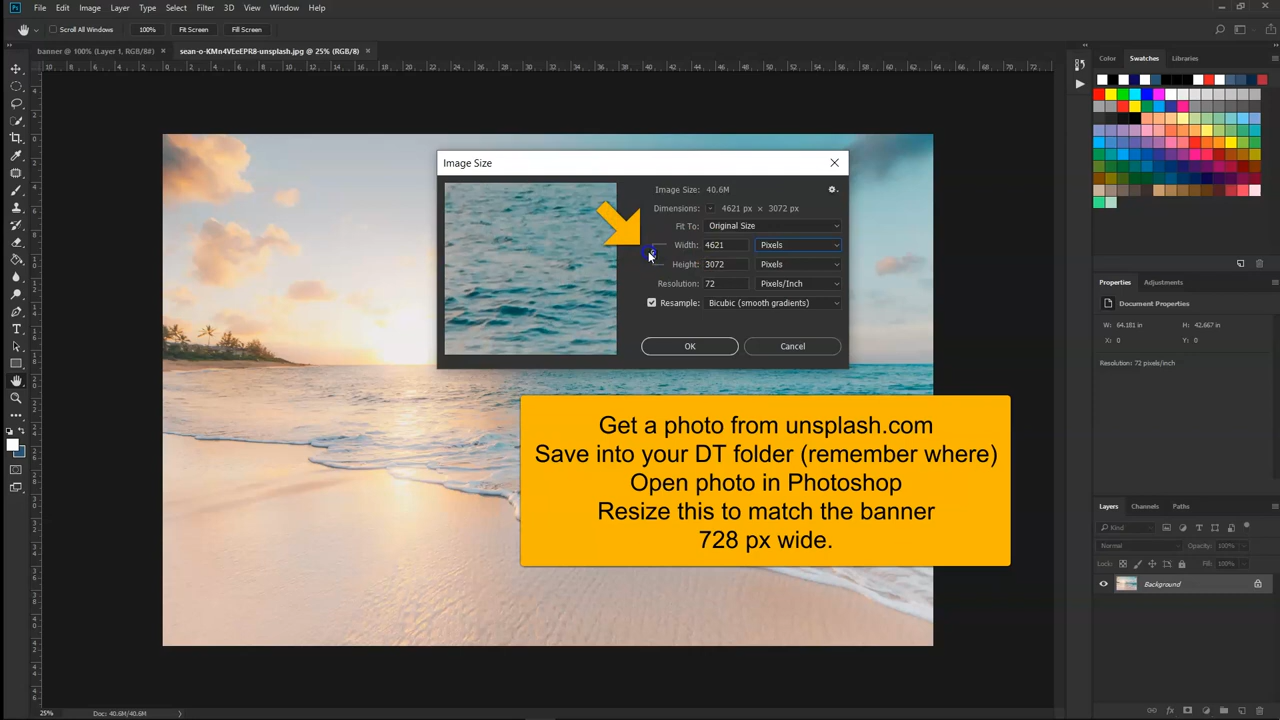 Ps File Edit Image Layer Type Select Filter 3D View Window Help
Scroll All Windows 100% Fit Screen Fill Screen
banner @ 100% (Layer 1, RGB/8#) × sean-o-KMn4VEeEPR8-unsplash.jpg @ 25% (RGB/8) ×
Image Size
Image Size: 40.6M
Dimensions: 4621 px × 3072 px
Fit To: Original Size
Width: 4621 Pixels
Height: 3072 Pixels
Resolution: 72 Pixels/Inch
Resample: Bicubic (smooth gradients)
OK Cancel
Get a photo from unsplash.com
Save into your DT folder (remember where)
Open photo in Photoshop
Resize this to match the banner
728 px wide.
Color Swatches Libraries
Properties Adjustments
Document Properties
W: 64.181 in H: 42.667 in
X: 0 Y: 0
Resolution: 72 pixels/inch
Layers Channels Paths
Kind
Normal Opacity: 100%
Lock: Fill: 100%
Background
25% Doc: 40.6M/40.6M